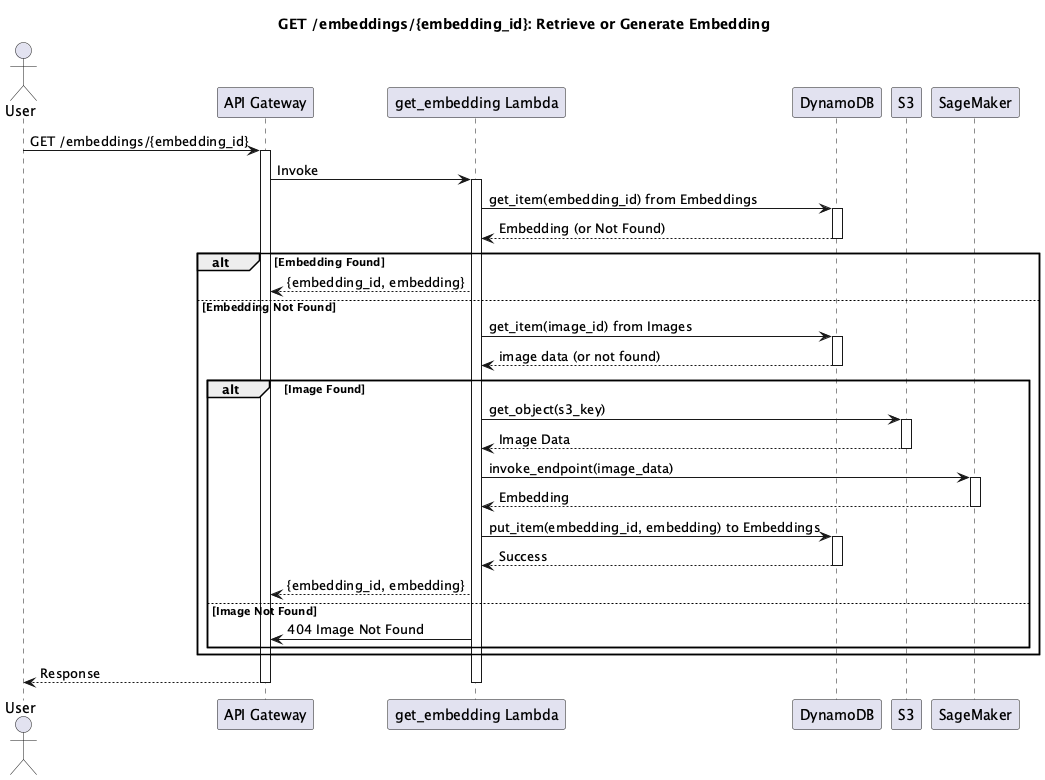 GET /embeddings/{embedding_id}: Retrieve or Generate Embedding
User
API Gateway
get_embedding Lambda
DynamoDB
S3
SageMaker
GET /embeddings/{embedding_id}
Invoke
get_item(embedding_id) from Embeddings
Embedding (or Not Found)
alt
[Embedding Found]
{embedding_id, embedding}
[Embedding Not Found]
get_item(image_id) from Images
image data (or not found)
alt
[Image Found]
get_object(s3_key)
Image Data
invoke_endpoint(image_data)
Embedding
put_item(embedding_id, embedding) to Embeddings
Success
{embedding_id, embedding}
[Image Not Found]
404 Image Not Found
Response
User
API Gateway
get_embedding Lambda
DynamoDB
S3
SageMaker